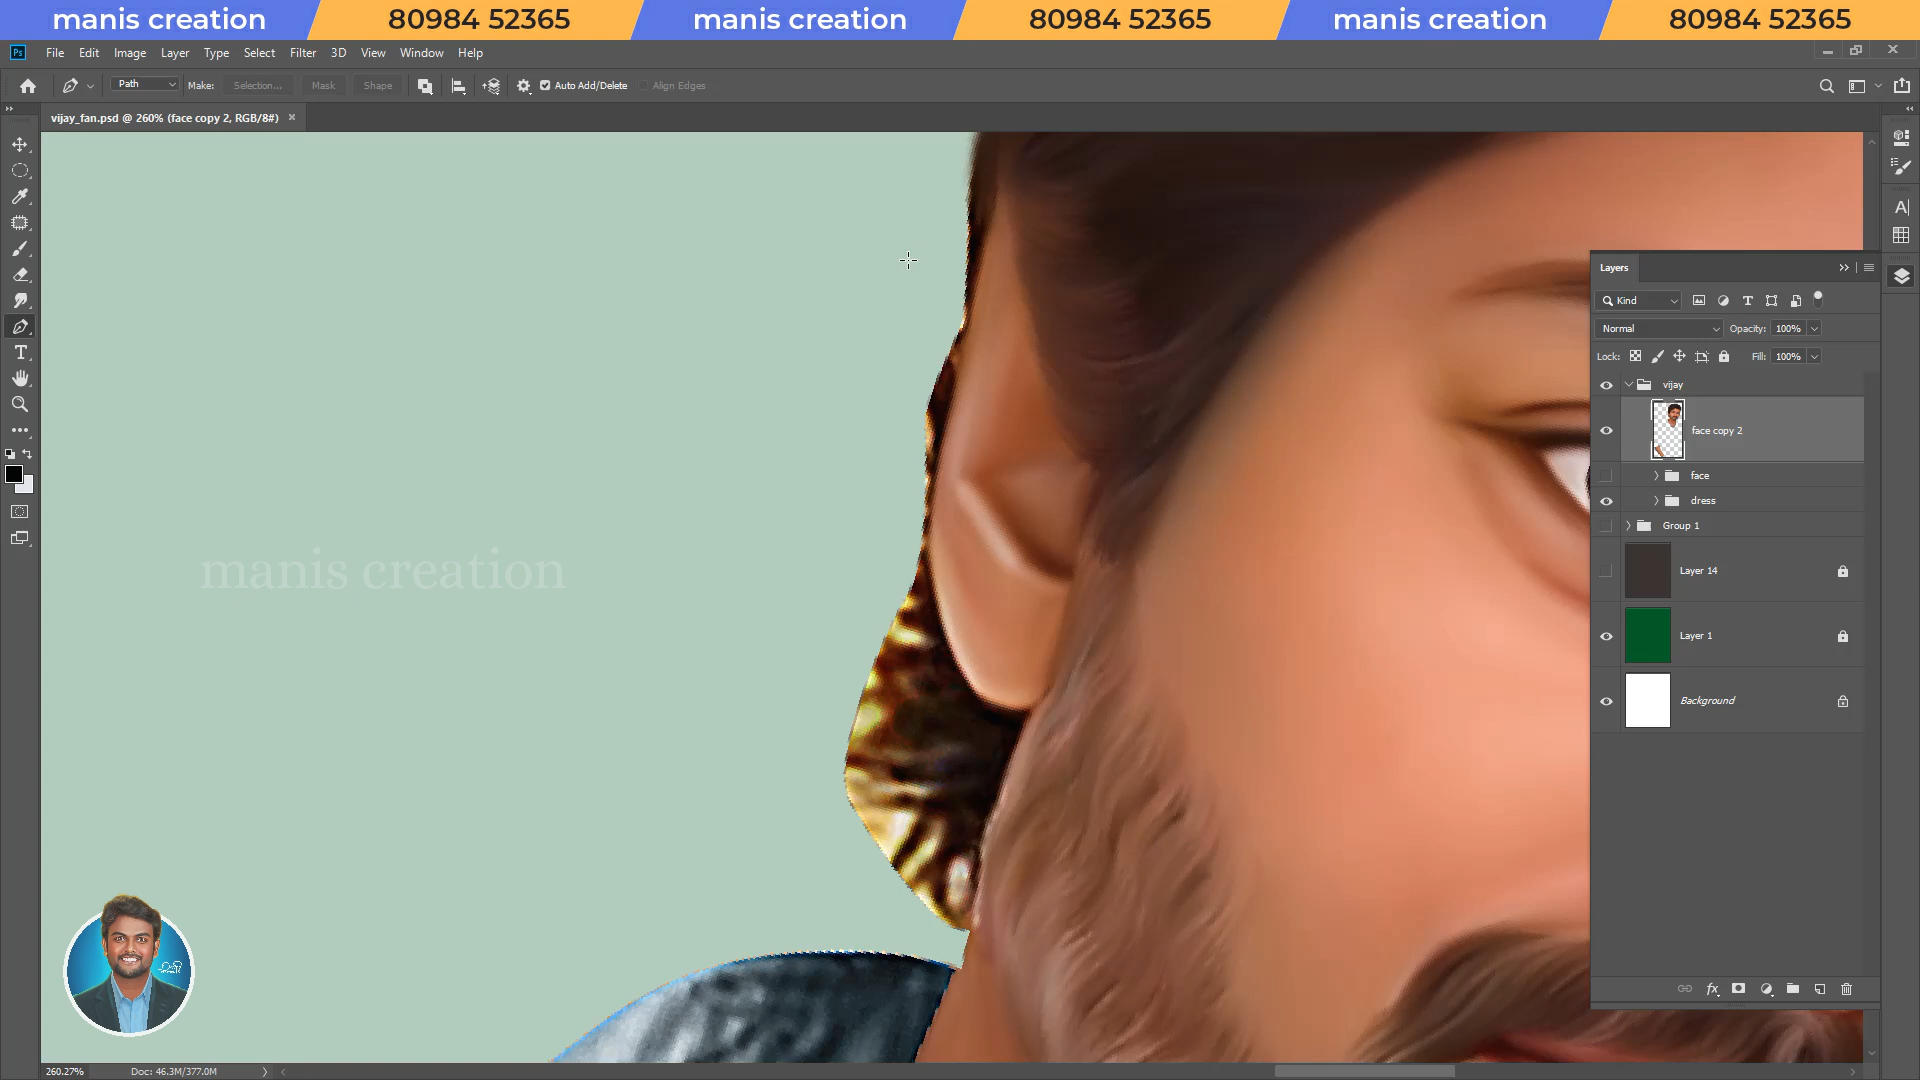 manis creation 80984 52365 manis creation 80984 52365 manis creation 80984 52365
Ps File Edit Image Layer Type Select Filter 3D View Window Help
Path Make: Selection... Mask Shape Auto Add/Delete Align Edges
vijay_fan.psd @ 260% (face copy 2, RGB/8#)
Layers
Kind
Normal Opacity: 100%
Lock: Fill: 100%
vijay
face copy 2
face
dress
Group 1
Layer 14
Layer 1
Background
manis creation
260.27% Doc: 46.3M/377.0M